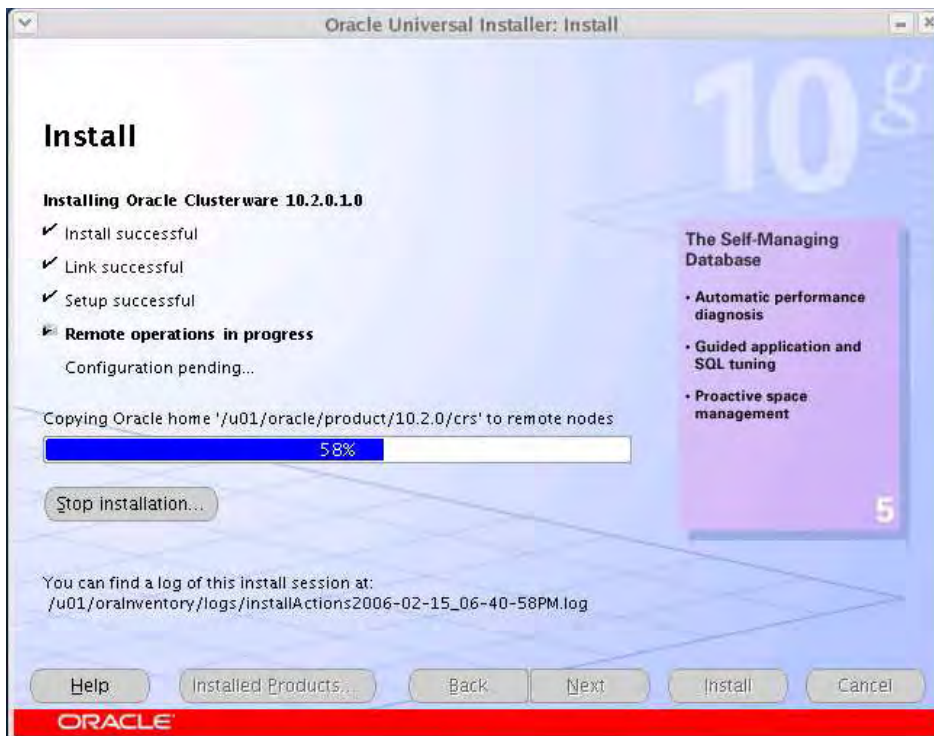 Oracle Universal Installer: Install
10g
Install
Installing Oracle Clusterware 10.2.0.1.0
Install successful
Link successful
Setup successful
Remote operations in progress
Configuration pending...
Copying Oracle home '/u01/oracle/product/10.2.0/crs' to remote nodes
58%
Stop installation...
You can find a log of this install session at:
/u01/oraInventory/logs/installActions2006-02-15_06-40-58PM.log
The Self-Managing
Database
• Automatic performance
diagnosis
• Guided application and
SQL tuning
• Proactive space
management
5
Help
Installed Products...
Back
Next
Install
Cancel
ORACLE